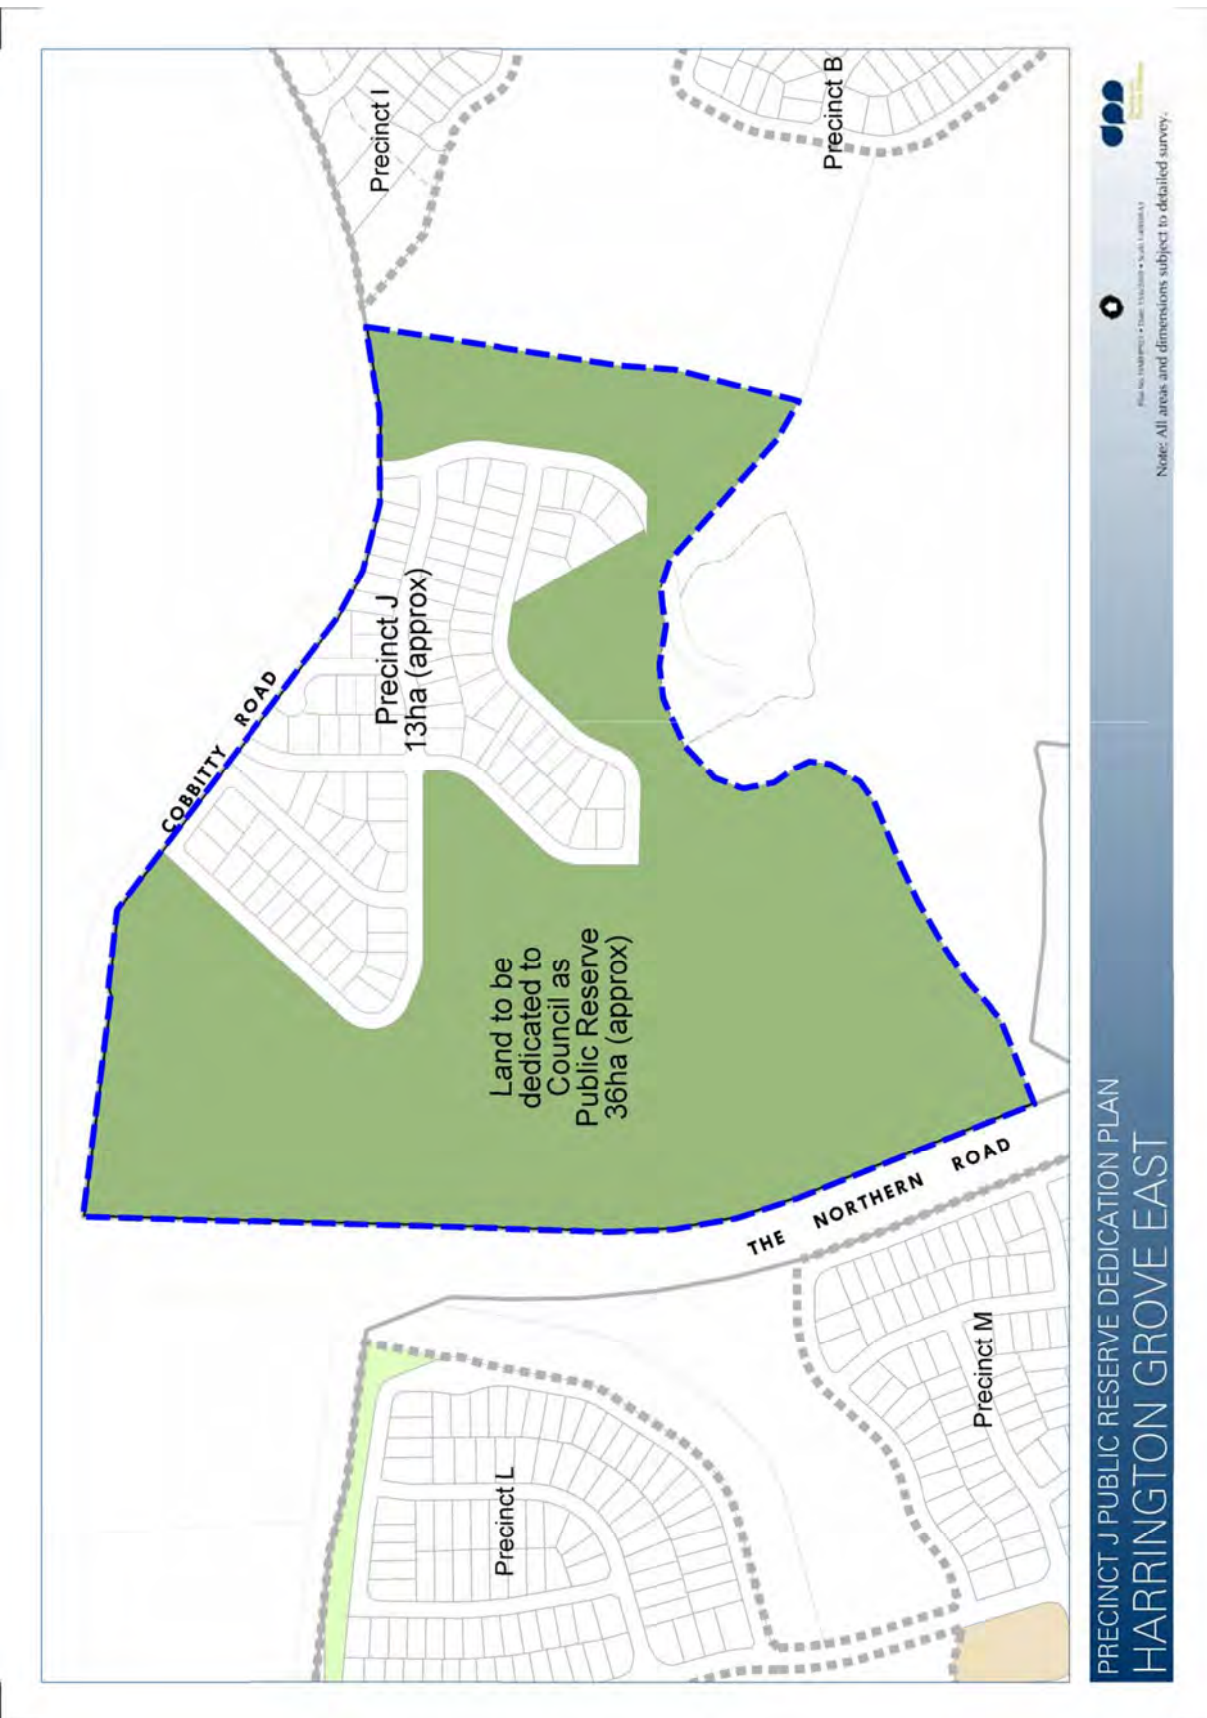 Precinct I
Precinct B
COBBITTY ROAD
Precinct J
13ha (approx)
Land to be
dedicated to
Council as
Public Reserve
36ha (approx)
THE NORTHERN ROAD
Precinct L
Precinct M
PRECINCT J PUBLIC RESERVE DEDICATION PLAN
HARRINGTON GROVE EAST
dpp
Note: All areas and dimensions subject to detailed survey.